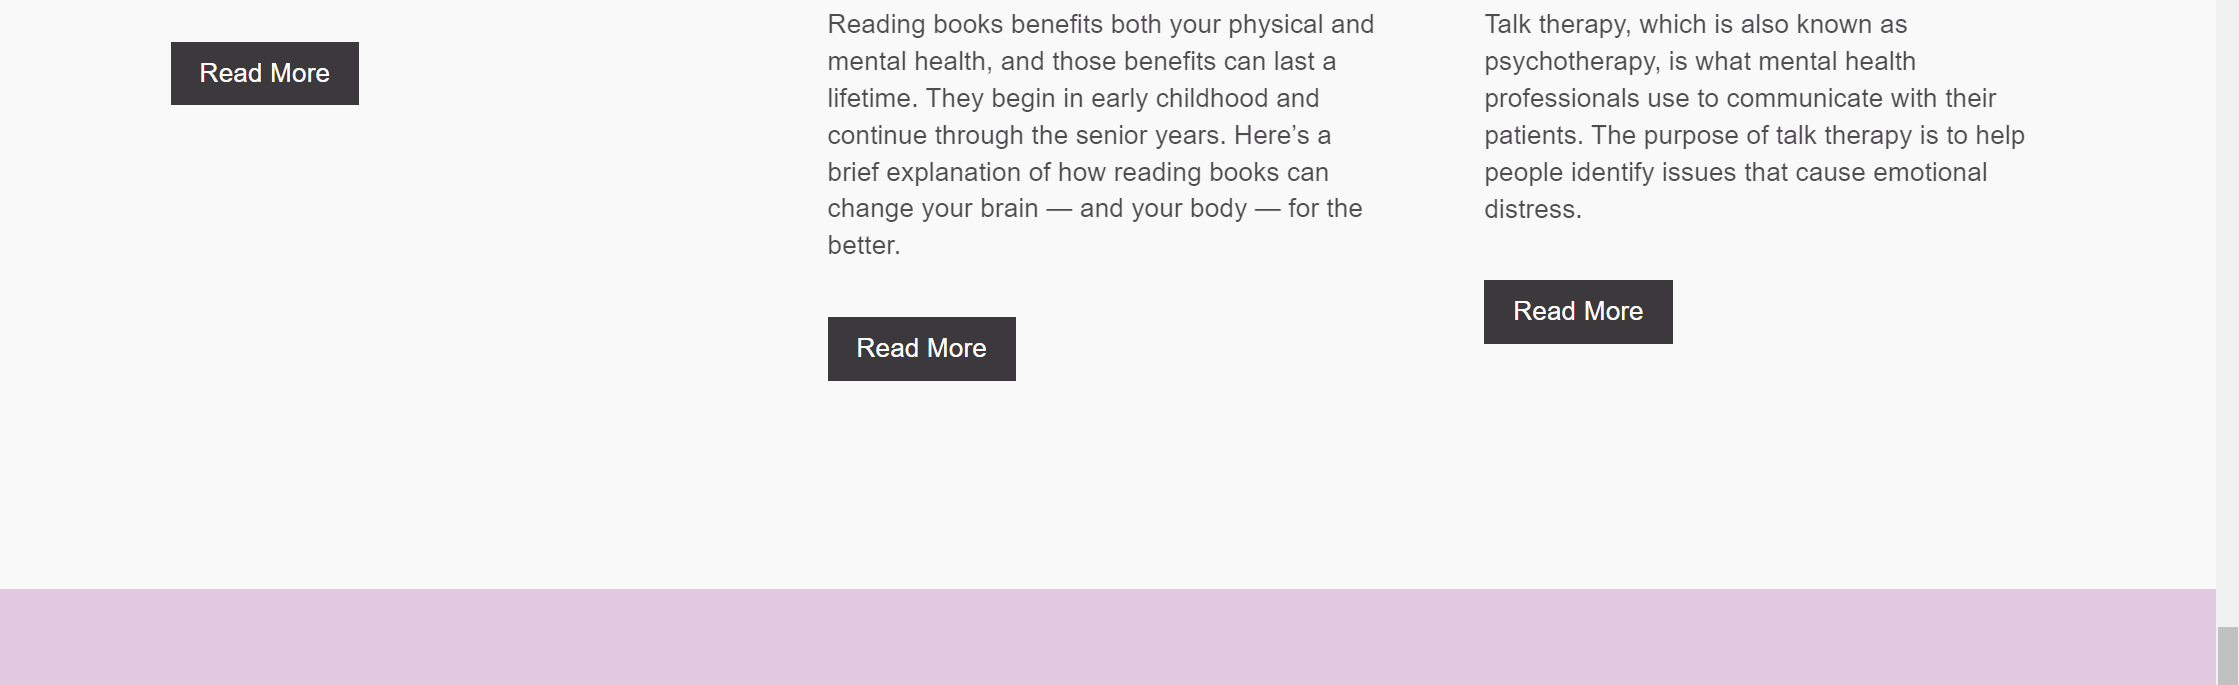 Read More
Reading books benefits both your physical and
mental health, and those benefits can last a
lifetime. They begin in early childhood and
continue through the senior years. Here’s a
brief explanation of how reading books can
change your brain — and your body — for the
better.
Read More
Talk therapy, which is also known as
psychotherapy, is what mental health
professionals use to communicate with their
patients. The purpose of talk therapy is to help
people identify issues that cause emotional
distress.
Read More